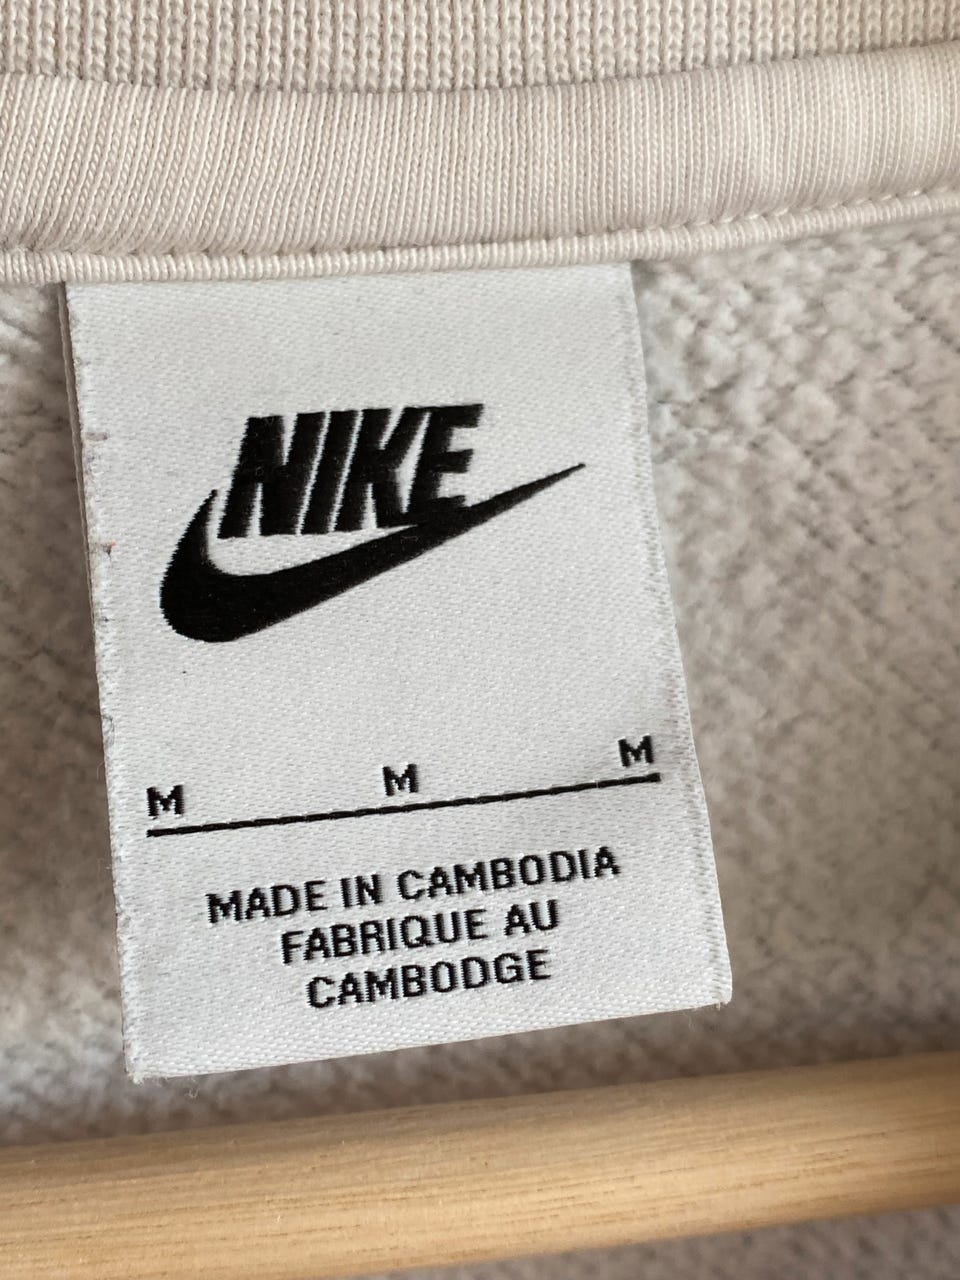 NIKE
M M M
MADE IN CAMBODIA
FABRIQUE AU
CAMBODGE